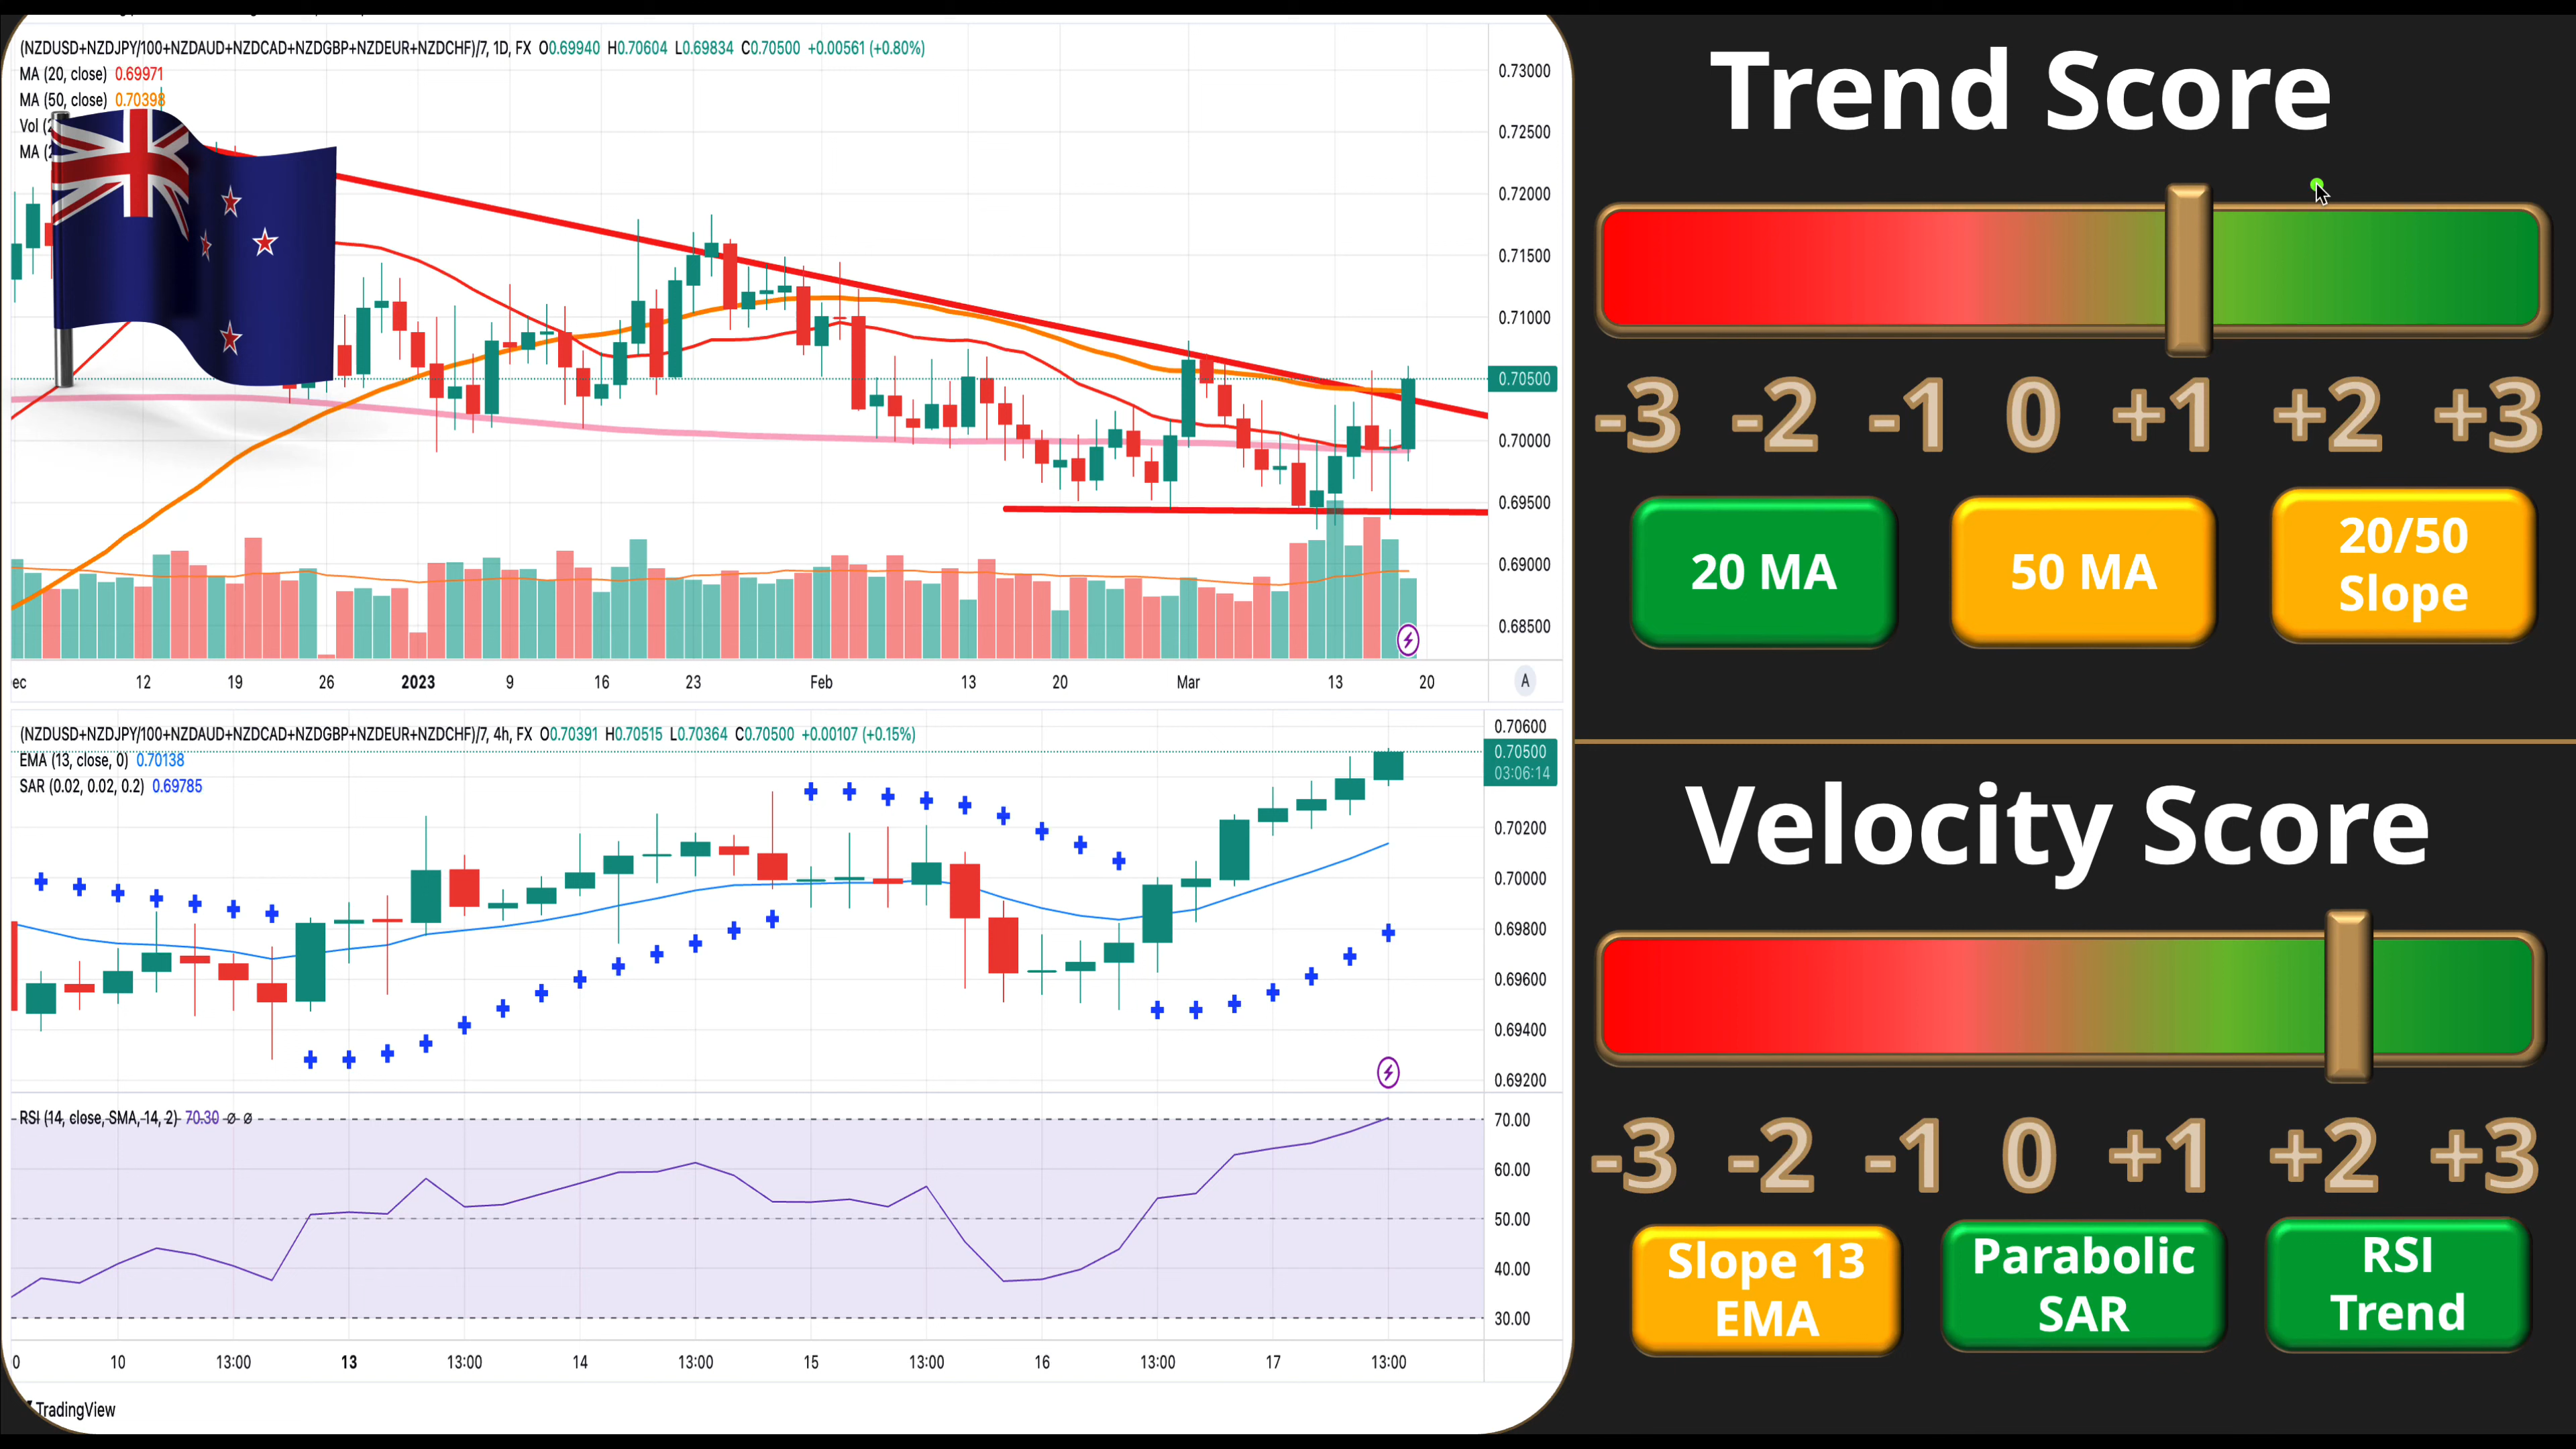 (NZDUSD+NZDJPY/100+NZDAUD+NZDCAD+NZDGBP+NZDEUR+NZDCHF)/7, 1D, FX O0.69940 H0.70604 L0.69834 C0.70500 +0.00561 (+0.80%)
MA (20, close) 0.69971
MA (50, close) 0.70398
Vol (2
MA (2
0.73000
0.72500
0.72000
0.71500
0.71000
0.70500
0.70000
0.69500
0.69000
0.68500
ec 12 19 26 2023 9 16 23 Feb 13 20 Mar 13 20 A
(NZDUSD+NZDJPY/100+NZDAUD+NZDCAD+NZDGBP+NZDEUR+NZDCHF)/7, 4h, FX O0.70391 H0.70515 L0.70364 C0.70500 +0.00107 (+0.15%)
EMA (13, close, 0) 0.70138
SAR (0.02, 0.02, 0.2) 0.69785
0.70600
0.70500
03:06:14
0.70200
0.70000
0.69800
0.69600
0.69400
0.69200
RSI (14, close, SMA, 14, 2) 70.30 ∅ ∅
70.00
60.00
50.00
40.00
30.00
0 10 13:00 13 13:00 14 13:00 15 13:00 16 13:00 17 13:00
TradingView
Trend Score
-3 -2 -1 0 +1 +2 +3
20 MA
50 MA
20/50
Slope
Velocity Score
-3 -2 -1 0 +1 +2 +3
Slope 13
EMA
Parabolic
SAR
RSI
Trend